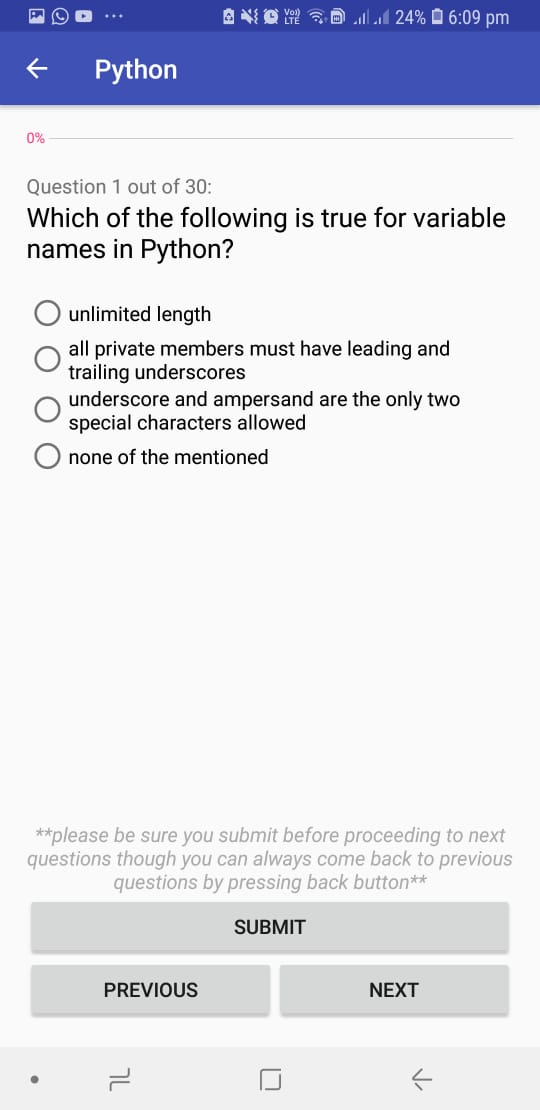 24% 6:09 pm
Python
0%
Question 1 out of 30:
Which of the following is true for variable
names in Python?
unlimited length
all private members must have leading and
trailing underscores
underscore and ampersand are the only two
special characters allowed
none of the mentioned
**please be sure you submit before proceeding to next
questions though you can always come back to previous
questions by pressing back button**
SUBMIT
PREVIOUS
NEXT